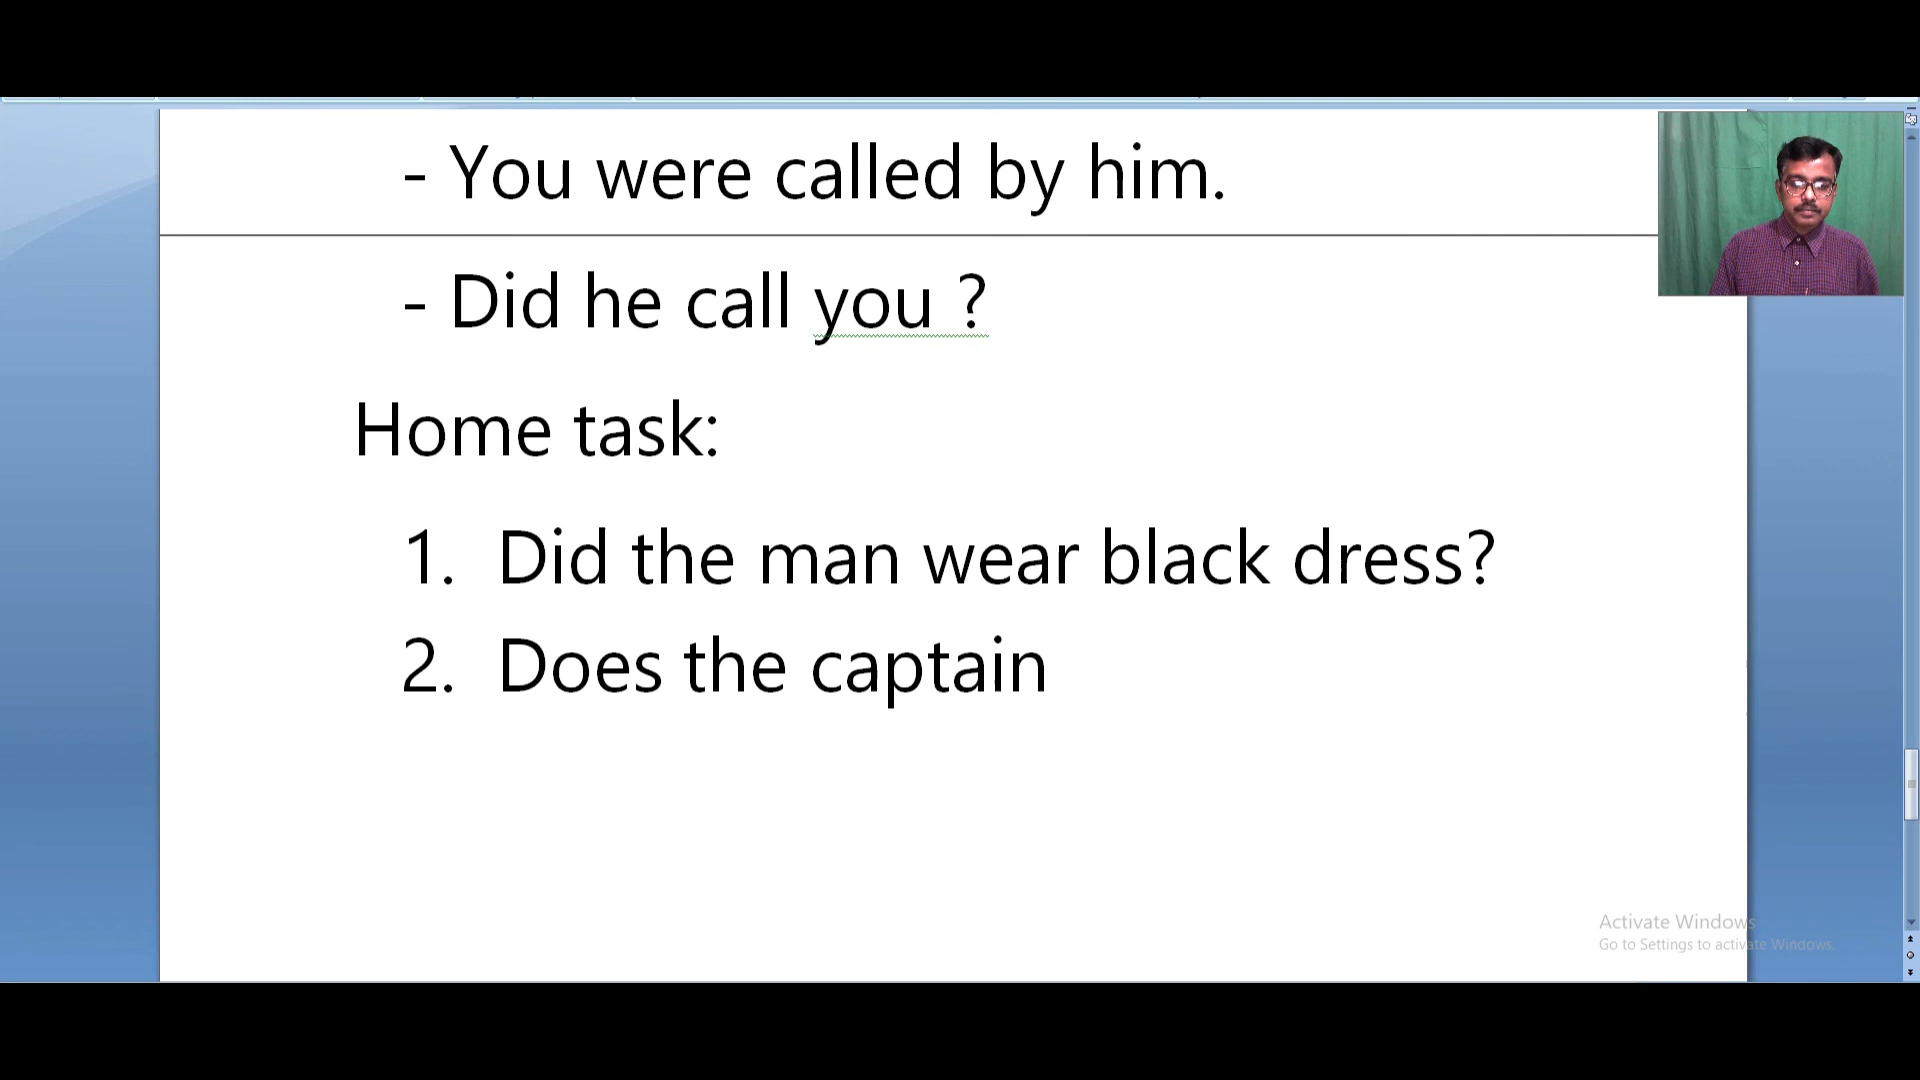 - You were called by him.
- Did he call you ?
Home task:
1. Did the man wear black dress?
2. Does the captain
Activate Windows
Go to Settings to activate Windows.